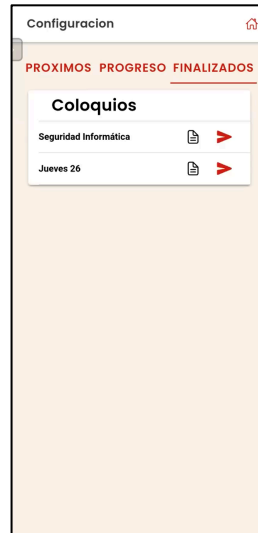 Configuracion
PROXIMOS PROGRESO FINALIZADOS
Coloquios
Seguridad Informática
Jueves 26